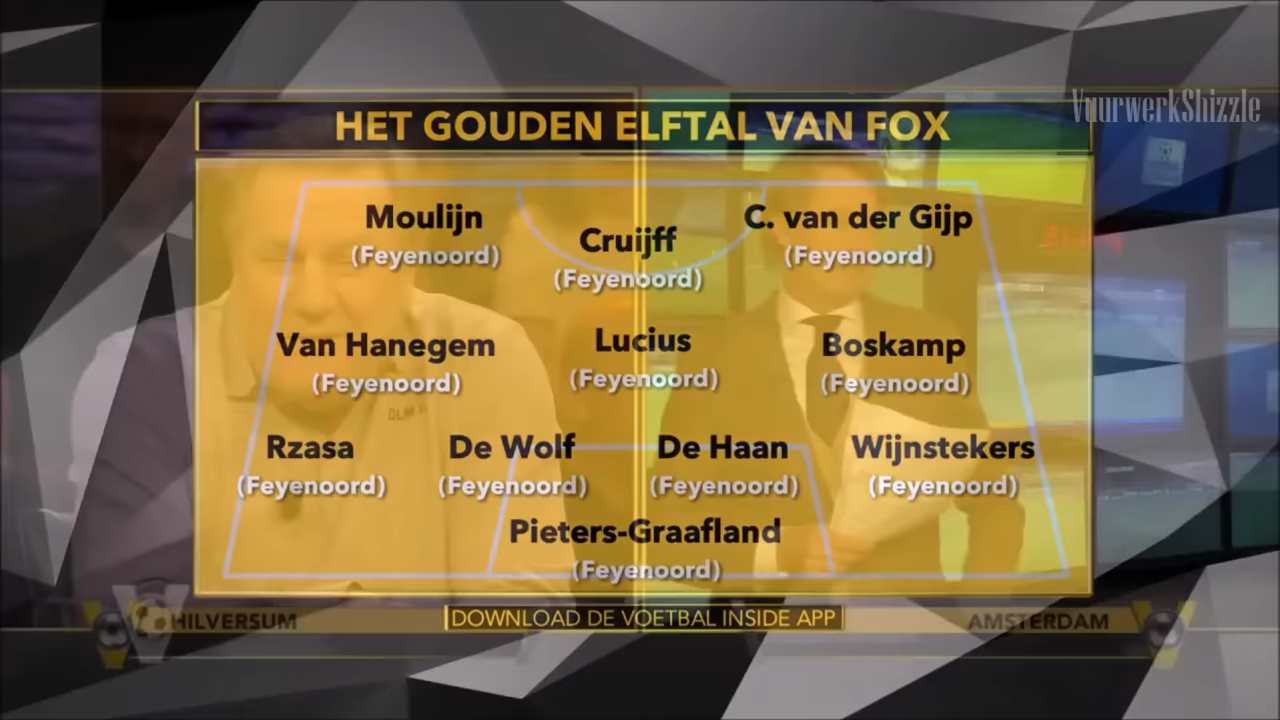 VuurwerkShizzle
HET GOUDEN ELFTAL VAN FOX
Moulijn
(Feyenoord)
Cruijff
(Feyenoord)
C. van der Gijp
(Feyenoord)
Van Hanegem
(Feyenoord)
Lucius
(Feyenoord)
Boskamp
(Feyenoord)
Rzasa
(Feyenoord)
De Wolf
(Feyenoord)
De Haan
(Feyenoord)
Wijnstekers
(Feyenoord)
Pieters-Graafland
(Feyenoord)
HILVERSUM
DOWNLOAD DE VOETBAL INSIDE APP
AMSTERDAM